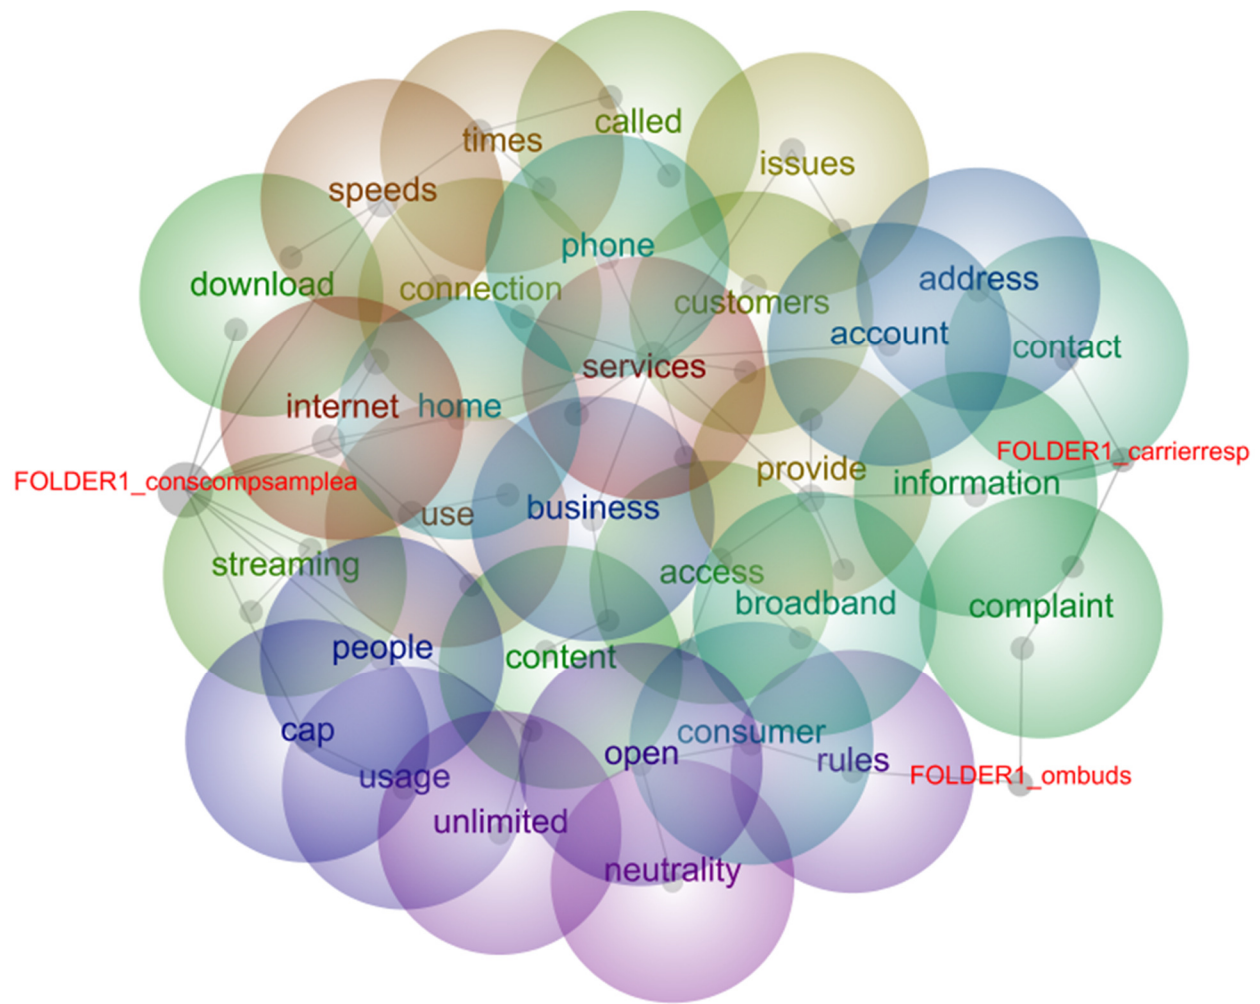 called
times
issues
speeds
phone
address
download
connection
customers
account
contact
services
internet
home
FOLDER1_carrierresp
provide
FOLDER1_conscompsamplea
information
business
use
streaming
access
broadband
complaint
people
content
cap
consumer
open
rules
usage
FOLDER1_ombuds
unlimited
neutrality